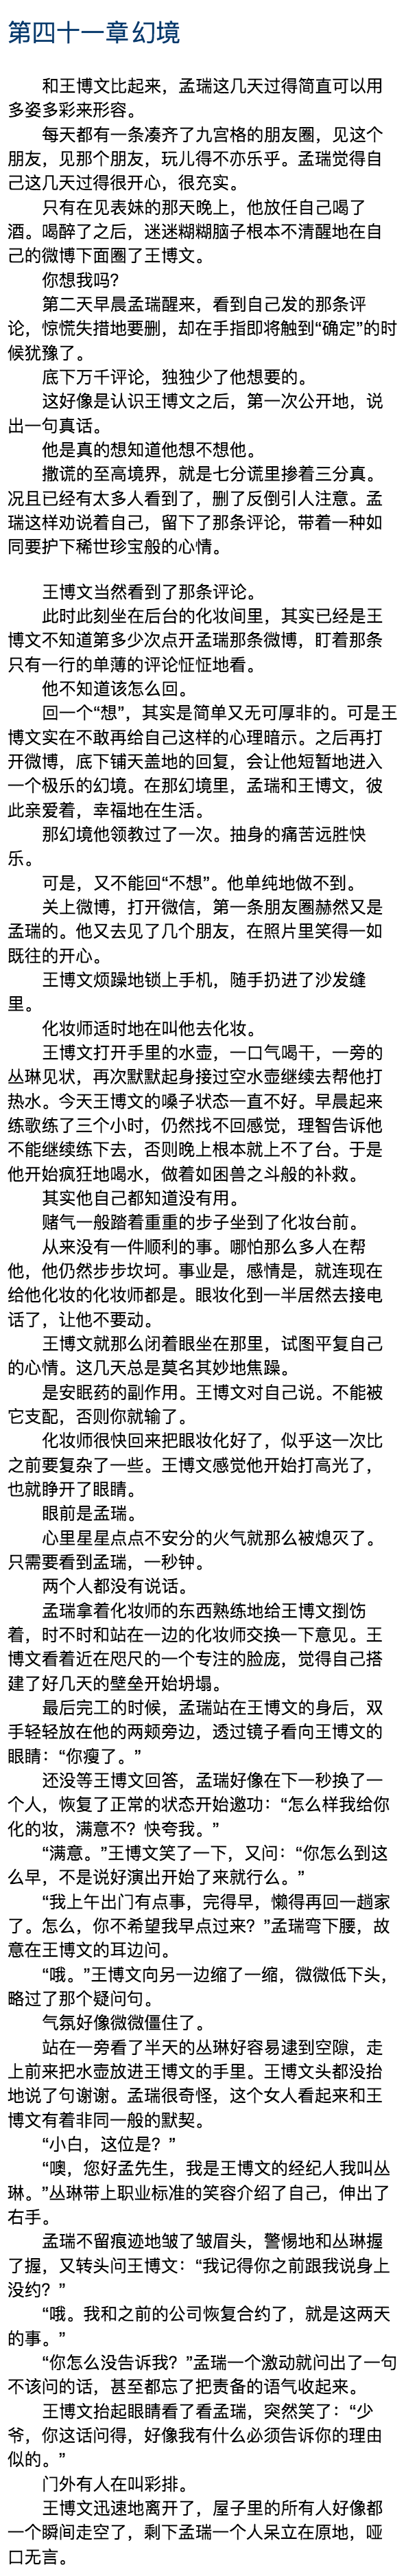 第四十一章 幻境
和王博文比起来，孟瑞这几天过得简直可以用
多姿多彩来形容。
每天都有一条凑齐了九宫格的朋友圈，见这个
朋友，见那个朋友，玩儿得不亦乐乎。孟瑞觉得自
己这几天过得很开心，很充实。
只有在见表妹的那天晚上，他放任自己喝了
酒。喝醉了之后，迷迷糊糊脑子根本不清醒地在自
己的微博下面圈了王博文。
你想我吗？
第二天早晨孟瑞醒来，看到自己发的那条评
论，惊慌失措地要删，却在手指即将触到“确定”的时
候犹豫了。
底下万千评论，独独少了他想要的。
这好像是认识王博文之后，第一次公开地，说
出一句真话。
他是真的想知道他想不想他。
撒谎的至高境界，就是七分谎里掺着三分真。
况且已经有太多人看到了，删了反倒引人注意。孟
瑞这样劝说着自己，留下了那条评论，带着一种如
同要护下稀世珍宝般的心情。
王博文当然看到了那条评论。
此时此刻坐在后台的化妆间里，其实已经是王
博文不知道第多少次点开孟瑞那条微博，盯着那条
只有一行的单薄的评论怔怔地看。
他不知道该怎么回。
回一个“想”，其实是简单又无可厚非的。可是王
博文实在不敢再给自己这样的心理暗示。之后再打
开微博，底下铺天盖地的回复，会让他短暂地进入
一个极乐的幻境。在那幻境里，孟瑞和王博文，彼
此亲爱着，幸福地在生活。
那幻境他领教过了一次。抽身的痛苦远胜快
乐。
可是，又不能回“不想”。他单纯地做不到。
关上微博，打开微信，第一条朋友圈赫然又是
孟瑞的。他又去见了几个朋友，在照片里笑得一如
既往的开心。
王博文烦躁地锁上手机，随手扔进了沙发缝
里。
化妆师适时地在叫他去化妆。
王博文打开手里的水壶，一口气喝干，一旁的
丛琳见状，再次默默起身接过空水壶继续去帮他打
热水。今天王博文的嗓子状态一直不好。早晨起来
练歌练了三个小时，仍然找不回感觉，理智告诉他
不能继续练下去，否则晚上根本就上不了台。于是
他开始疯狂地喝水，做着如困兽之斗般的补救。
其实他自己都知道没有用。
赌气一般踏着重重的步子坐到了化妆台前。
从来没有一件顺利的事。哪怕那么多人在帮
他，他仍然步步坎坷。事业是，感情是，就连现在
给他化妆的化妆师都是。眼妆化到一半居然去接电
话了，让他不要动。
王博文就那么闭着眼坐在那里，试图平复自己
的心情。这几天总是莫名其妙地焦躁。
是安眠药的副作用。王博文对自己说。不能被
它支配，否则你就输了。
化妆师很快回来把眼妆化好了，似乎这一次比
之前要复杂了一些。王博文感觉他开始打高光了，
也就睁开了眼睛。
眼前是孟瑞。
心里星星点点不安分的火气就那么被熄灭了。
只需要看到孟瑞，一秒钟。
两个人都没有说话。
孟瑞拿着化妆师的东西熟练地给王博文捯饬
着，时不时和站在一边的化妆师交换一下意见。王
博文看着近在咫尺的一个专注的脸庞，觉得自己搭
建了好几天的壁垒开始坍塌。
最后完工的时候，孟瑞站在王博文的身后，双
手轻轻放在他的两颊旁边，透过镜子看向王博文的
眼睛：“你瘦了。”
还没等王博文回答，孟瑞好像在下一秒换了一
个人，恢复了正常的状态开始邀功：“怎么样我给你
化的妆，满意不？快夸我。”
“满意。”王博文笑了一下，又问：“你怎么到这
么早，不是说好演出开始了来就行么。”
“我上午出门有点事，完得早，懒得再回一趟家
了。怎么，你不希望我早点过来？”孟瑞弯下腰，故
意在王博文的耳边问。
“哦。”王博文向另一边缩了一缩，微微低下头，
略过了那个疑问句。
气氛好像微微僵住了。
站在一旁看了半天的丛琳好容易逮到空隙，走
上前来把水壶放进王博文的手里。王博文头都没抬
地说了句谢谢。孟瑞很奇怪，这个女人看起来和王
博文有着非同一般的默契。
“小白，这位是？”
“噢，您好孟先生，我是王博文的经纪人我叫丛
琳。”丛琳带上职业标准的笑容介绍了自己，伸出了
右手。
孟瑞不留痕迹地皱了皱眉头，警惕地和丛琳握
了握，又转头问王博文：“我记得你之前跟我说身上
没约？”
“哦。我和之前的公司恢复合约了，就是这两天
的事。”
“你怎么没告诉我？”孟瑞一个激动就问出了一句
不该问的话，甚至都忘了把责备的语气收起来。
王博文抬起眼睛看了看孟瑞，突然笑了：“少
爷，你这话问得，好像我有什么必须告诉你的理由
似的。”
门外有人在叫彩排。
王博文迅速地离开了，屋子里的所有人好像都
一个瞬间走空了，剩下孟瑞一个人呆立在原地，哑
口无言。